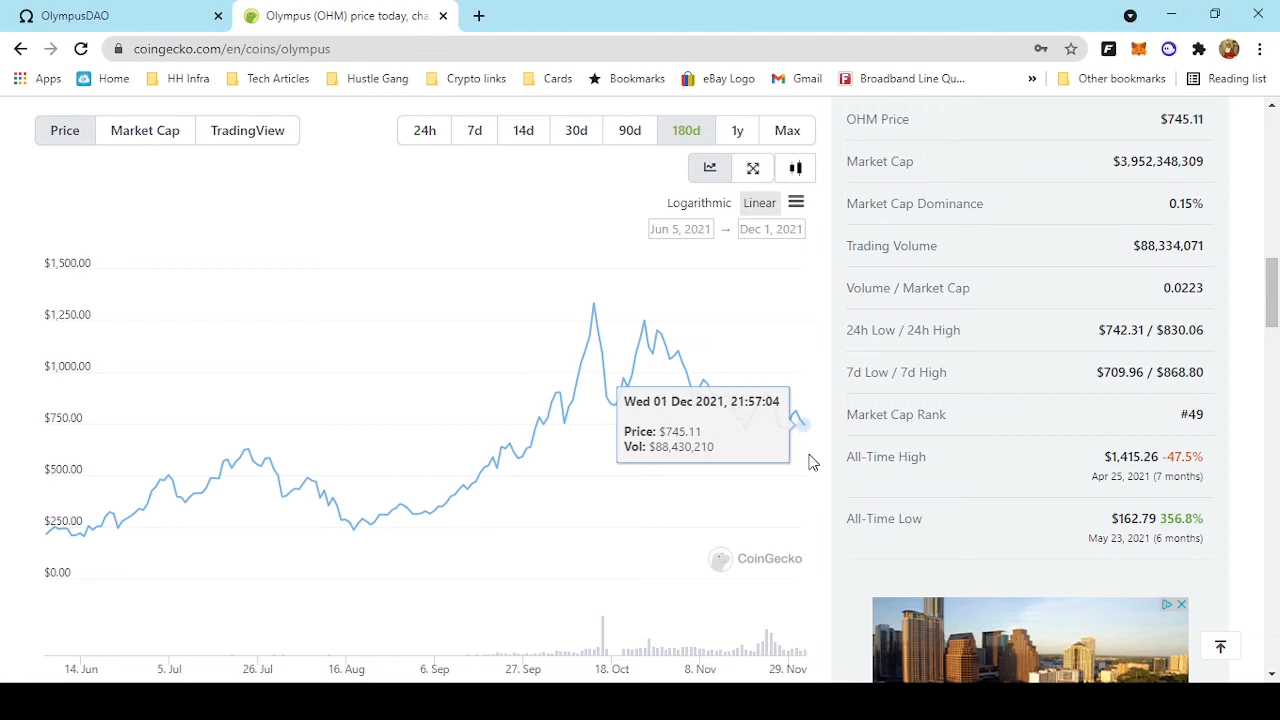 OlympusDAO
Olympus (OHM) price today, cha
coingecko.com/en/coins/olympus
Apps
Home
HH Infra
Tech Articles
Hustle Gang
Crypto links
Cards
Bookmarks
eBay Logo
Gmail
Broadband Line Qu...
»
Other bookmarks
Reading list
Price
Market Cap
TradingView
24h
7d
14d
30d
90d
180d
1y
Max
Logarithmic
Linear
Jun 5, 2021 → Dec 1, 2021
$1,500.00
$1,250.00
$1,000.00
$750.00
$500.00
$250.00
$0.00
Wed 01 Dec 2021, 21:57:04
Price: $745.11
Vol: $88,430,210
CoinGecko
14. Jun
5. Jul
26. Jul
16. Aug
6. Sep
27. Sep
18. Oct
8. Nov
29. Nov
OHM Price $745.11
Market Cap $3,952,348,309
Market Cap Dominance 0.15%
Trading Volume $88,334,071
Volume / Market Cap 0.0223
24h Low / 24h High $742.31 / $830.06
7d Low / 7d High $709.96 / $868.80
Market Cap Rank #49
All-Time High $1,415.26 -47.5%
Apr 25, 2021 (7 months)
All-Time Low $162.79 356.8%
May 23, 2021 (6 months)